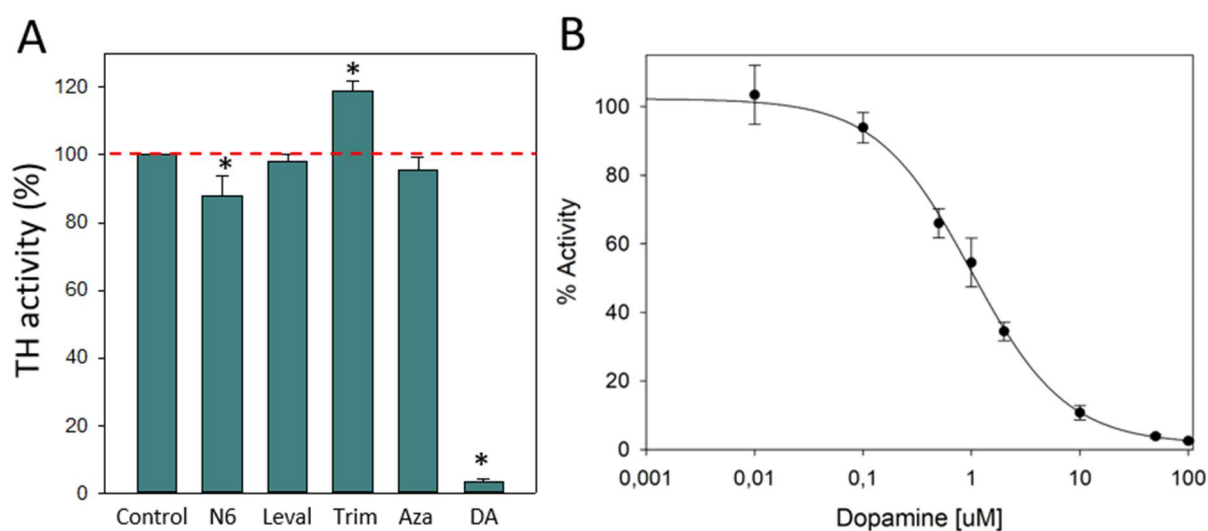 A
TH activity (%)
120
100
80
60
40
20
0
*
*
*
Control N6 Leval Trim Aza DA
B
% Activity
100
80
60
40
20
0
0,001 0,01 0,1 1 10 100
Dopamine [uM]